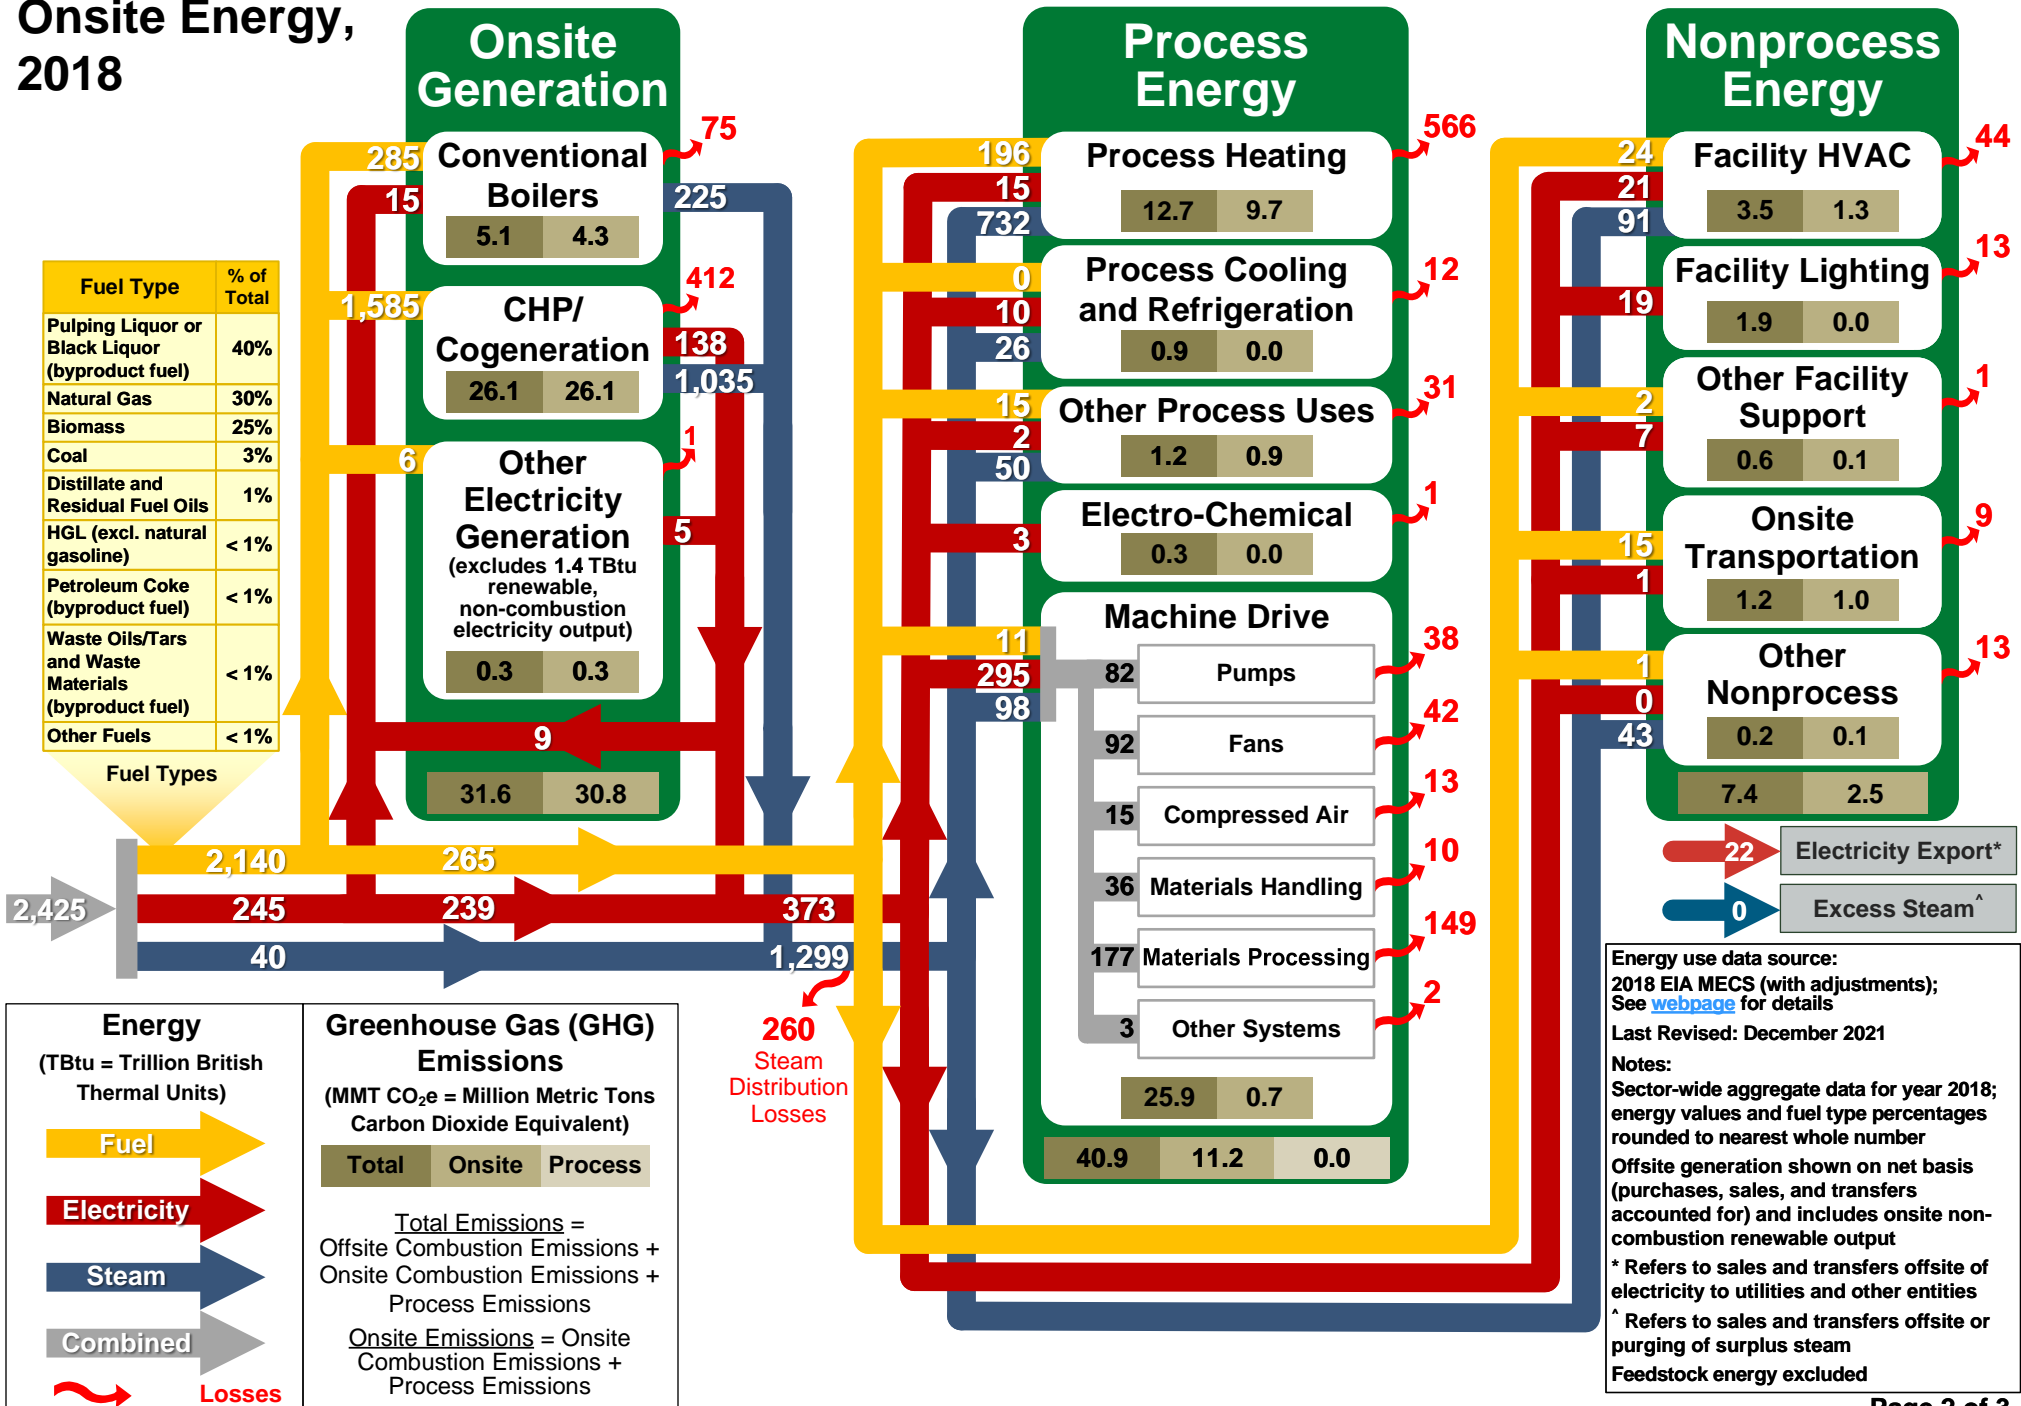 Onsite Energy,
2018
Onsite
Generation
285
15
Conventional
Boilers
5.1 4.3
75
225
1,585
CHP/
Cogeneration
26.1 26.1
412
138
1,035
6
Other
Electricity
Generation
(excludes 1.4 TBtu
renewable,
non-combustion
electricity output)
0.3 0.3
1
5
9
31.6 30.8
Fuel Type % of Total
Pulping Liquor or
Black Liquor
(byproduct fuel) 40%
Natural Gas 30%
Biomass 25%
Coal 3%
Distillate and
Residual Fuel Oils 1%
HGL (excl. natural
gasoline) < 1%
Petroleum Coke
(byproduct fuel) < 1%
Waste Oils/Tars
and Waste
Materials
(byproduct fuel) < 1%
Other Fuels < 1%
Fuel Types
2,425
2,140 265
245 239 373
40 1,299
260
Steam
Distribution
Losses
Process
Energy
196
15
732
Process Heating
12.7 9.7
566
0
10
26
Process Cooling
and Refrigeration
0.9 0.0
12
15
2
50
Other Process Uses
1.2 0.9
31
3
Electro-Chemical
0.3 0.0
1
11
295
98
Machine Drive
82 Pumps 38
92 Fans 42
15 Compressed Air 13
36 Materials Handling 10
177 Materials Processing 149
3 Other Systems 2
25.9 0.7
40.9 11.2 0.0
Nonprocess
Energy
24
21
91
Facility HVAC
3.5 1.3
44
19
Facility Lighting
1.9 0.0
13
2
7
Other Facility
Support
0.6 0.1
1
15
1
Onsite
Transportation
1.2 1.0
9
1
0
43
Other
Nonprocess
0.2 0.1
13
7.4 2.5
22 Electricity Export*
0 Excess Steam^
Energy
(TBtu = Trillion British
Thermal Units)
Fuel
Electricity
Steam
Combined
Losses
Greenhouse Gas (GHG)
Emissions
(MMT CO₂e = Million Metric Tons
Carbon Dioxide Equivalent)
Total Onsite Process
Total Emissions =
Offsite Combustion Emissions +
Onsite Combustion Emissions +
Process Emissions
Onsite Emissions = Onsite
Combustion Emissions +
Process Emissions
Energy use data source:
2018 EIA MECS (with adjustments);
See webpage for details
Last Revised: December 2021
Notes:
Sector-wide aggregate data for year 2018;
energy values and fuel type percentages
rounded to nearest whole number
Offsite generation shown on net basis
(purchases, sales, and transfers
accounted for) and includes onsite non-
combustion renewable output
* Refers to sales and transfers offsite of
electricity to utilities and other entities
^ Refers to sales and transfers offsite or
purging of surplus steam
Feedstock energy excluded
Page 2 of 3